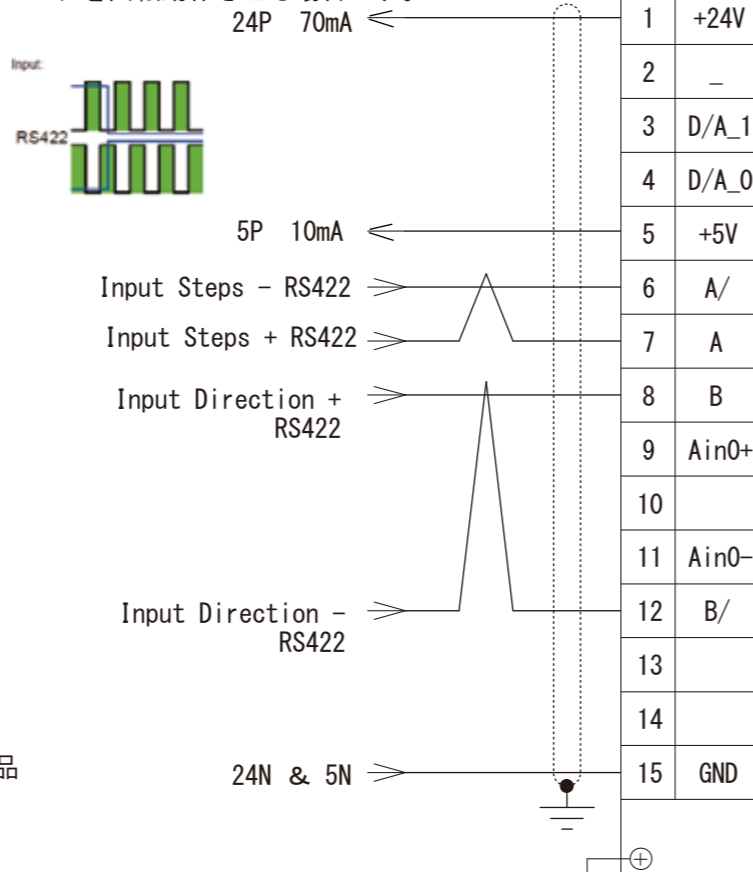 24P 70mA
Input:
RS422
5P 10mA
Input Steps - RS422
Input Steps + RS422
Input Direction +
RS422
Input Direction -
RS422
品
24N & 5N
1 +24V
2 _
3 D/A_1
4 D/A_0
5 +5V
6 A/
7 A
8 B
9 Ain0+
10
11 Ain0-
12 B/
13
14
15 GND